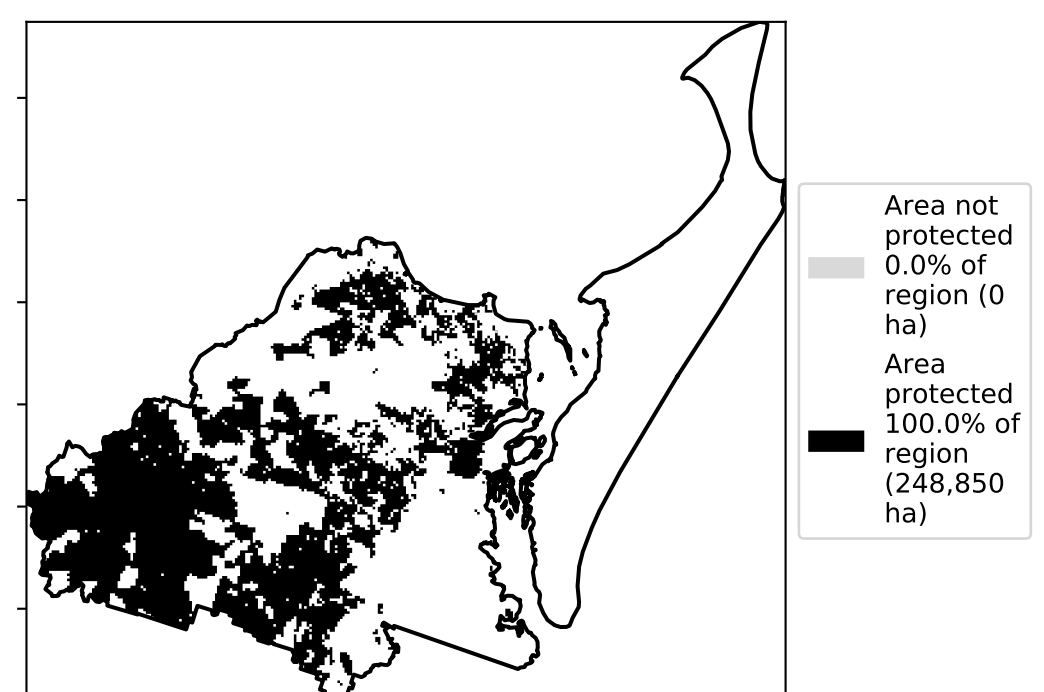 Area not
protected
0.0% of
region (0
ha)
Area
protected
100.0% of
region
(248,850
ha)